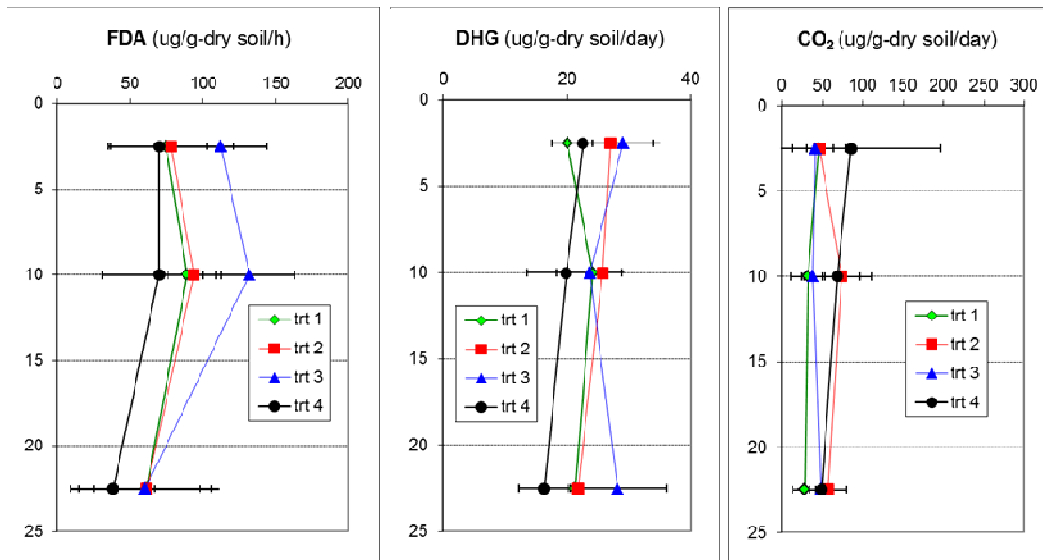 FDA (ug/g-dry soil/h)
0 50 100 150 200
0
5
10
15
20
25
trt 1
trt 2
trt 3
trt 4
DHG (ug/g-dry soil/day)
0 20 40
0
5
10
15
20
25
trt 1
trt 2
trt 3
trt 4
CO₂ (ug/g-dry soil/day)
0 50 100 150 200 250 300
0
5
10
15
20
25
trt 1
trt 2
trt 3
trt 4